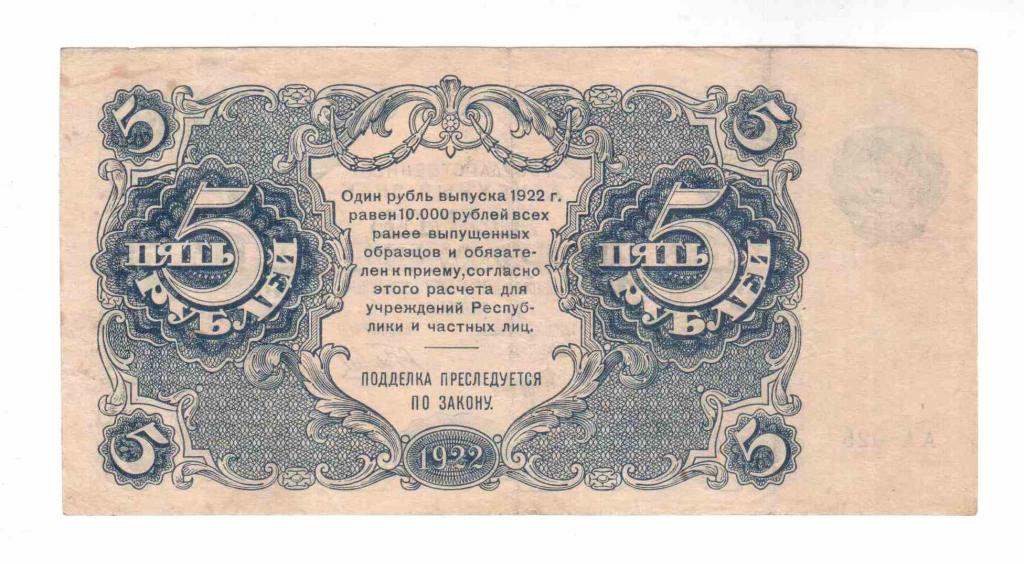 5
5
5
ПЯТЬ
РУБЛЕЙ
Один рубль выпуска 1922 г.
равен 10.000 рублей всех
ранее выпущенных
образцов и обязате-
лен к приему, согласно
этого расчета для
учреждений Респуб-
лики и частных лиц.
ПОДДЕЛКА ПРЕСЛЕДУЕТСЯ
ПО ЗАКОНУ.
5
ПЯТЬ
РУБЛЕЙ
5
1922
5